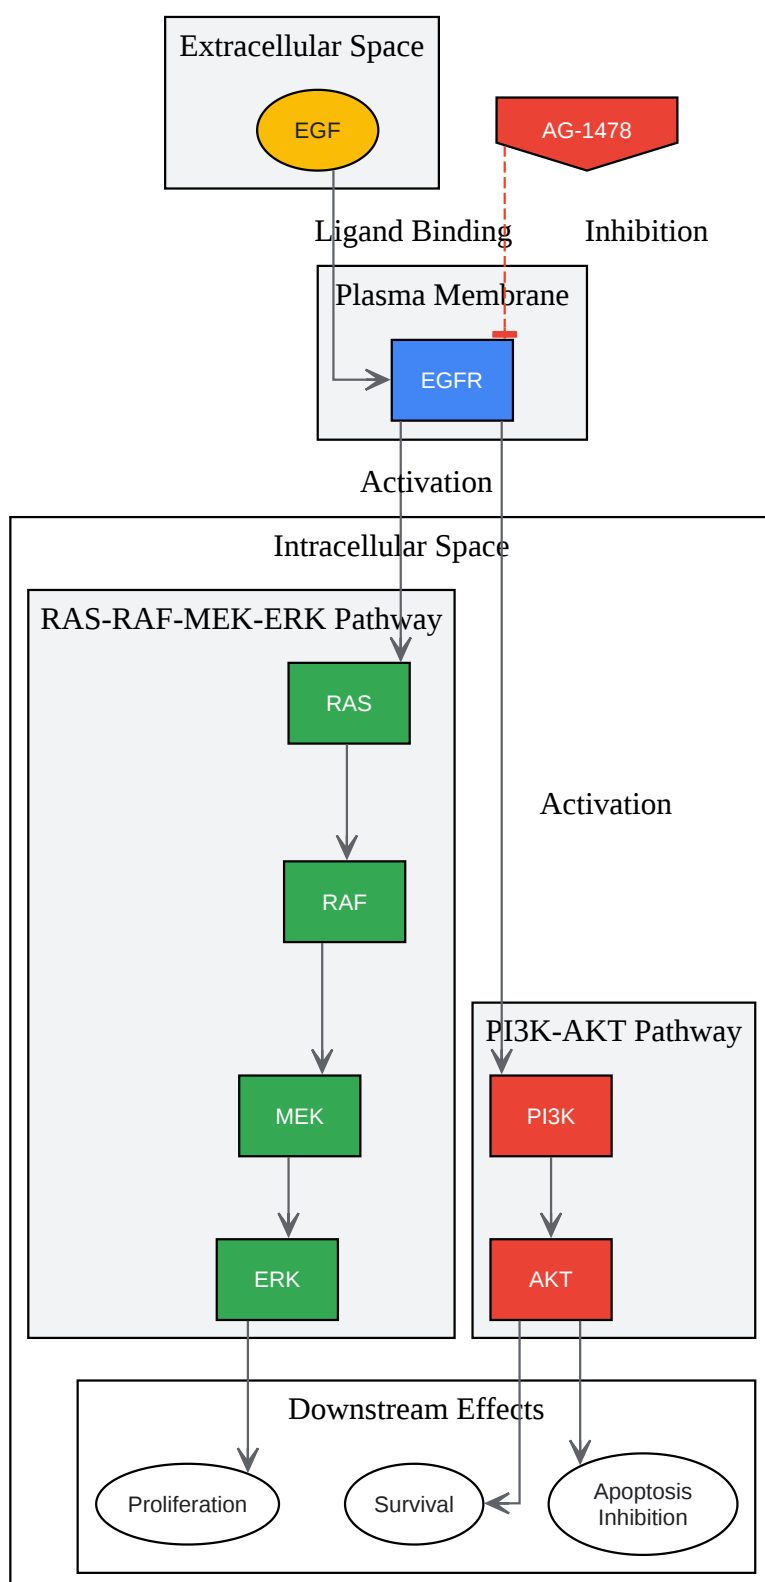 Extracellular Space
EGF
AG-1478
Ligand Binding
Inhibition
Plasma Membrane
EGFR
Activation
Intracellular Space
RAS-RAF-MEK-ERK Pathway
RAS
Activation
RAF
PI3K-AKT Pathway
MEK
PI3K
ERK
AKT
Downstream Effects
Proliferation
Survival
Apoptosis
Inhibition